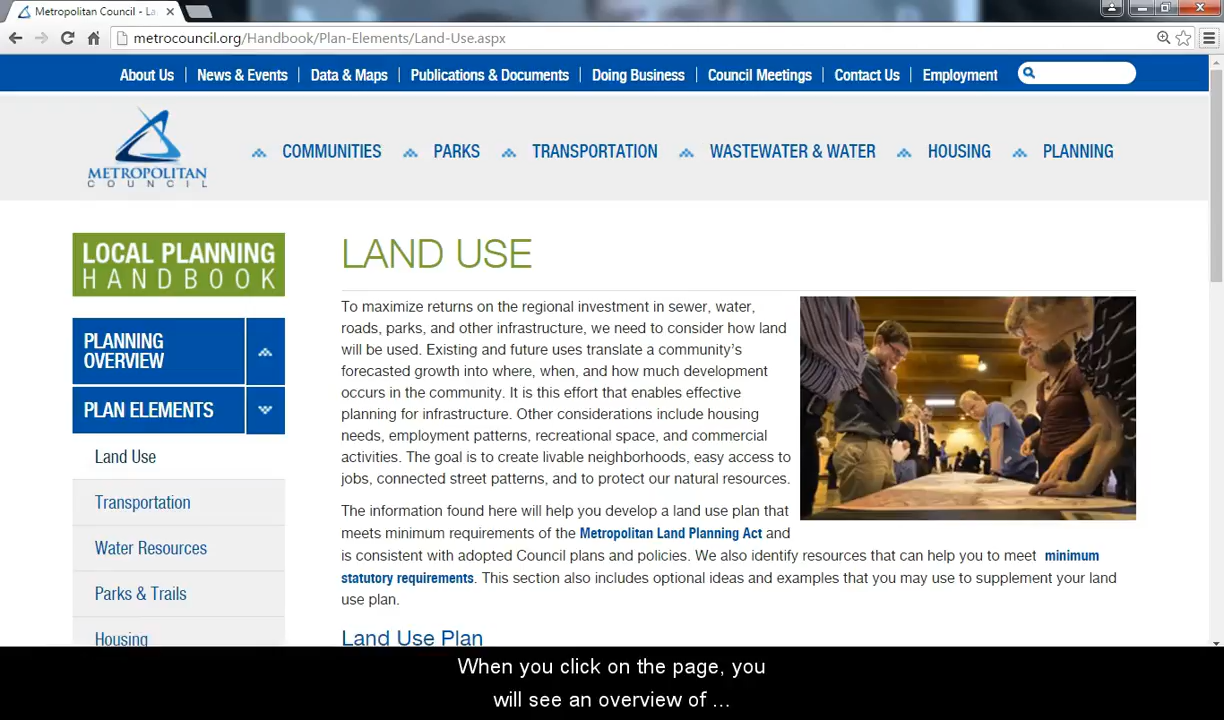 Metropolitan Council - La
metrocouncil.org/Handbook/Plan-Elements/Land-Use.aspx
About Us News & Events Data & Maps Publications & Documents Doing Business Council Meetings Contact Us Employment
METROPOLITAN
COUNCIL
COMMUNITIES PARKS TRANSPORTATION WASTEWATER & WATER HOUSING PLANNING
LOCAL PLANNING
HANDBOOK
PLANNING
OVERVIEW
PLAN ELEMENTS
Land Use
Transportation
Water Resources
Parks & Trails
Housing
LAND USE
To maximize returns on the regional investment in sewer, water,
roads, parks, and other infrastructure, we need to consider how land
will be used. Existing and future uses translate a community's
forecasted growth into where, when, and how much development
occurs in the community. It is this effort that enables effective
planning for infrastructure. Other considerations include housing
needs, employment patterns, recreational space, and commercial
activities. The goal is to create livable neighborhoods, easy access to
jobs, connected street patterns, and to protect our natural resources.
The information found here will help you develop a land use plan that
meets minimum requirements of the Metropolitan Land Planning Act and
is consistent with adopted Council plans and policies. We also identify resources that can help you to meet minimum
statutory requirements. This section also includes optional ideas and examples that you may use to supplement your land
use plan.
Land Use Plan
When you click on the page, you
will see an overview of ...